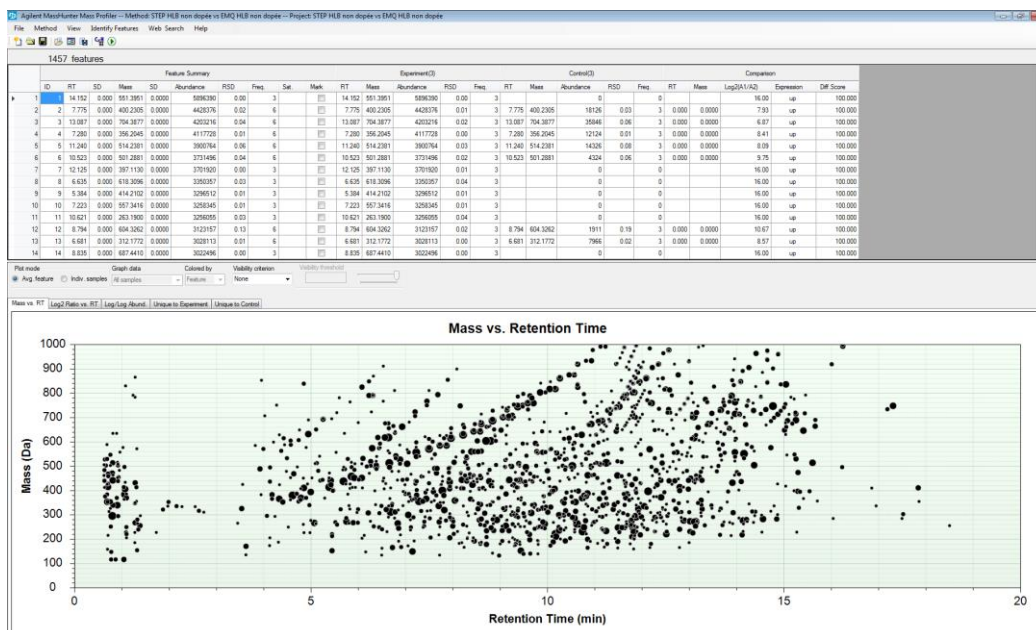 Agilent MassHunter Mass Profiler -- Method: STEP HLB non dopée vs EMQ HLB non dopée -- Project: STEP HLB non dopée vs EMQ HLB non dopée
File Method View Identify Features Web Search Help
1457 features
Feature Summary Experiment(3) Control(3) Comparison
ID RT SD Mass SD Abundance RSD Freq. Sat. Mark RT Mass Abundance RSD Freq. RT Mass Abundance RSD Freq. RT Mass Log2(A1/A2) Expression Diff.Score
1 1 14.152 0.000 551.3951 0.0000 5896390 0.00 3 14.152 551.3951 5896390 0.00 3 0 0 16.00 up 100.000
2 2 7.775 0.000 400.2305 0.0000 4428376 0.02 6 7.775 400.2305 4428376 0.01 3 7.775 400.2305 18126 0.03 3 0.000 0.0000 7.93 up 100.000
3 3 13.087 0.000 704.3877 0.0000 4203216 0.04 6 13.087 704.3877 4203216 0.02 3 13.087 704.3877 35846 0.06 3 0.000 0.0000 6.87 up 100.000
4 4 7.280 0.000 356.2045 0.0000 4117728 0.01 6 7.280 356.2045 4117728 0.00 3 7.280 356.2045 12124 0.01 3 0.000 0.0000 8.41 up 100.000
5 5 11.240 0.000 514.2381 0.0000 3900764 0.06 6 11.240 514.2381 3900764 0.03 3 11.240 514.2381 14326 0.08 3 0.000 0.0000 8.09 up 100.000
6 6 10.523 0.000 501.2881 0.0000 3731496 0.04 6 10.523 501.2881 3731496 0.02 3 10.523 501.2881 4324 0.06 3 0.000 0.0000 9.75 up 100.000
7 7 12.125 0.000 397.1130 0.0000 3701920 0.00 3 12.125 397.1130 3701920 0.01 3 0 0 16.00 up 100.000
8 8 6.635 0.000 618.3096 0.0000 3350357 0.03 3 6.635 618.3096 3350357 0.04 3 0 0 16.00 up 100.000
9 9 5.384 0.000 414.2102 0.0000 3296512 0.01 3 5.384 414.2102 3296512 0.01 3 0 0 16.00 up 100.000
10 10 7.223 0.000 557.3416 0.0000 3258345 0.01 3 7.223 557.3416 3258345 0.01 3 0 0 16.00 up 100.000
11 11 10.621 0.000 263.1900 0.0000 3256055 0.03 3 10.621 263.1900 3256055 0.04 3 0 0 16.00 up 100.000
12 12 8.794 0.000 604.3262 0.0000 3123157 0.13 6 8.794 604.3262 3123157 0.02 3 8.794 604.3262 1911 0.19 3 0.000 0.0000 10.67 up 100.000
13 13 6.681 0.000 312.1772 0.0000 3028113 0.01 6 6.681 312.1772 3028113 0.00 3 6.681 312.1772 7966 0.02 3 0.000 0.0000 8.57 up 100.000
14 14 8.835 0.000 687.4410 0.0000 3022496 0.00 3 8.835 687.4410 3022496 0.00 3 0 0 16.00 up 100.000
Plot mode Graph data Colored by Visibility criterion Visibility threshold
Avg. feature Indiv. samples All samples Feature None
Mass vs. RT Log2 Ratio vs. RT Log/Log Abund. Unique to Experiment Unique to Control
Mass vs. Retention Time
1000
900
800
700
600
500
400
300
200
100
0
Mass (Da)
0 5 10 15 20
Retention Time (min)